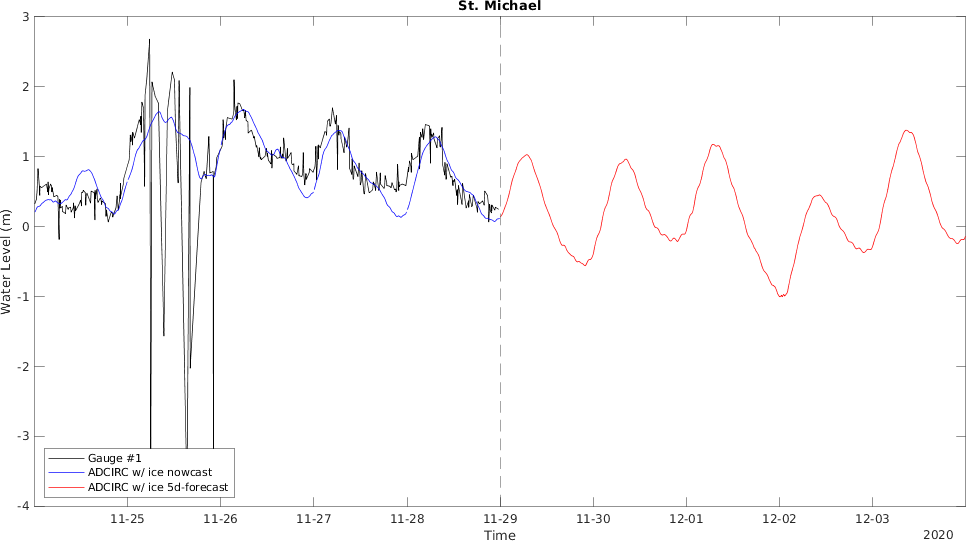 St. Michael
3
2
1
0
-1
-2
-3
-4
Water Level (m)
Gauge #1
ADCIRC w/ ice nowcast
ADCIRC w/ ice 5d-forecast
11-25 11-26 11-27 11-28 11-29 11-30 12-01 12-02 12-03
Time
2020